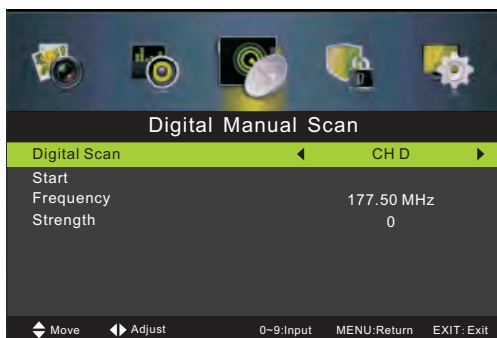 Digital Manual Scan
Digital Scan CH D
Start
Frequency 177.50 MHz
Strength 0
Move Adjust 0~9:Input MENU:Return EXIT:Exit